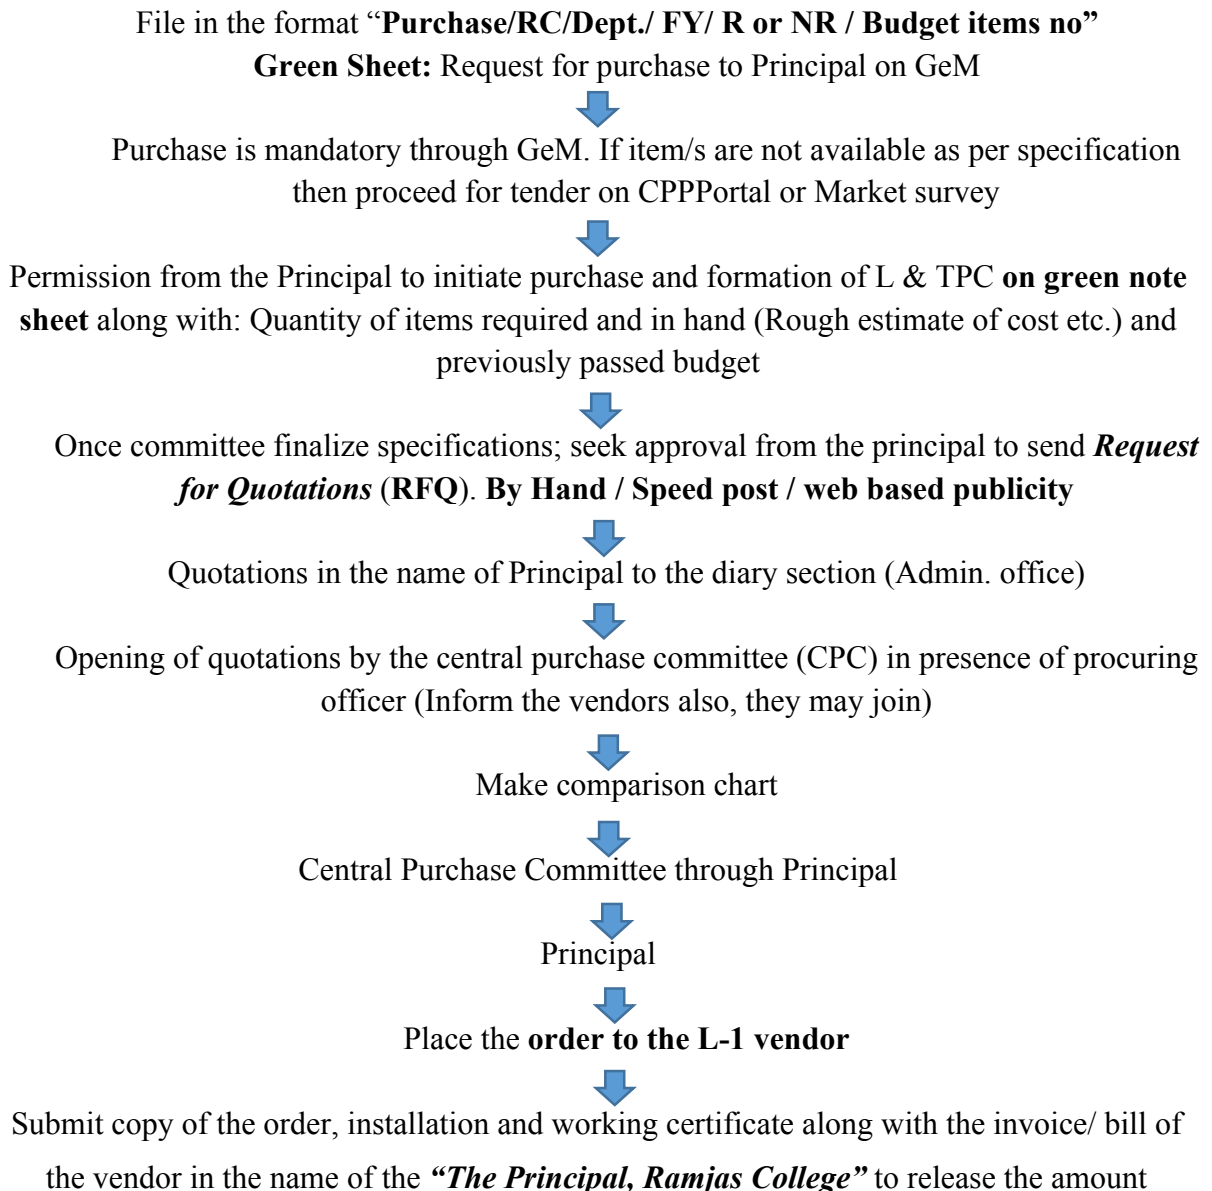 File in the format “Purchase/RC/Dept./ FY/ R or NR / Budget items no”
Green Sheet: Request for purchase to Principal on GeM
Purchase is mandatory through GeM. If item/s are not available as per specification
then proceed for tender on CPPPortal or Market survey
Permission from the Principal to initiate purchase and formation of L & TPC on green note
sheet along with: Quantity of items required and in hand (Rough estimate of cost etc.) and
previously passed budget
Once committee finalize specifications; seek approval from the principal to send Request
for Quotations (RFQ). By Hand / Speed post / web based publicity
Quotations in the name of Principal to the diary section (Admin. office)
Opening of quotations by the central purchase committee (CPC) in presence of procuring
officer (Inform the vendors also, they may join)
Make comparison chart
Central Purchase Committee through Principal
Principal
Place the order to the L-1 vendor
Submit copy of the order, installation and working certificate along with the invoice/ bill of
the vendor in the name of the “The Principal, Ramjas College” to release the amount